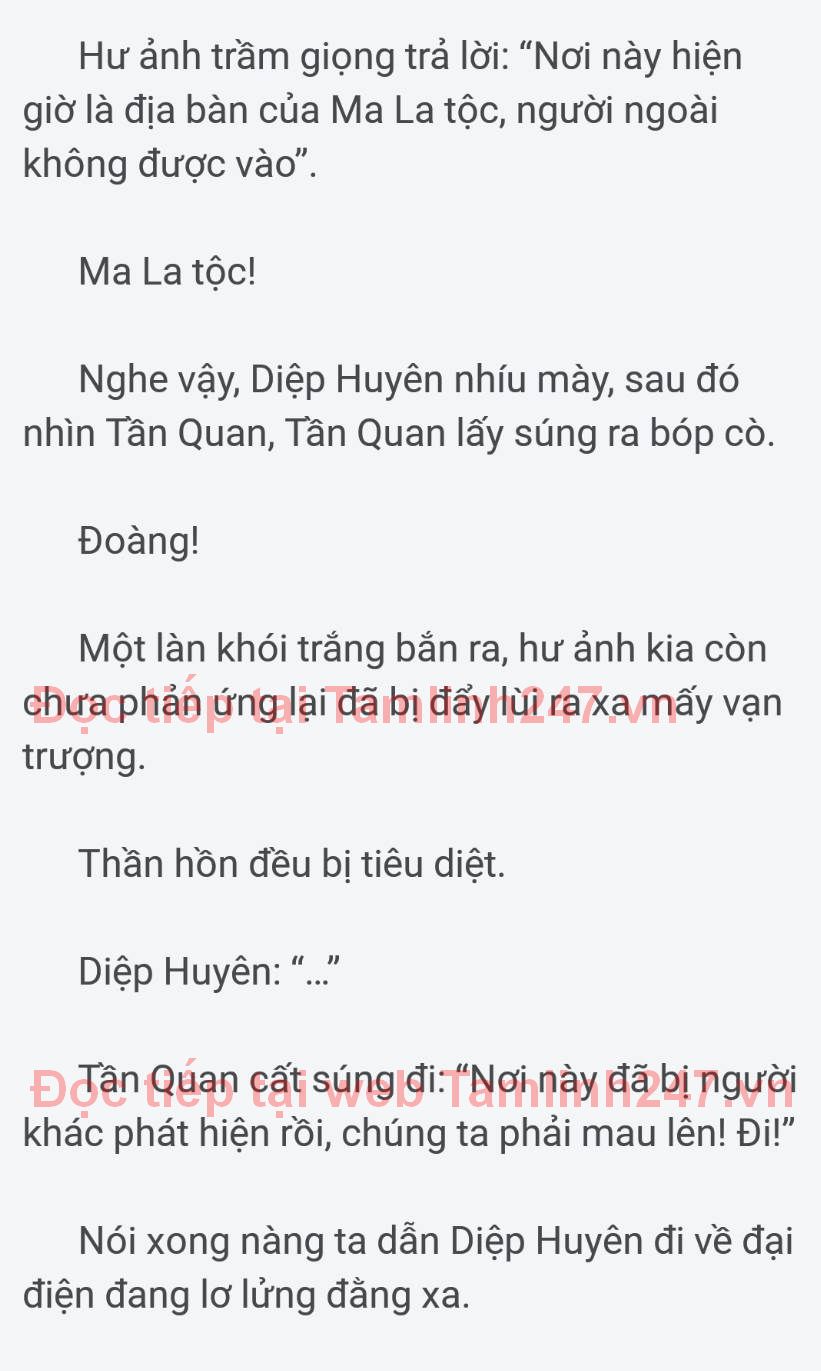 Hư ảnh trầm giọng trả lời: “Nơi này hiện
giờ là địa bàn của Ma La tộc, người ngoài
không được vào”.
Ma La tộc!
Nghe vậy, Diệp Huyên nhíu mày, sau đó
nhìn Tần Quan, Tần Quan lấy súng ra bóp cò.
Đoàng!
Một làn khói trắng bắn ra, hư ảnh kia còn
chưa phản ứng lại đã bị đẩy lùi ra xa mấy vạn
Đọc tiếp tại Tamlinh247.vn
trượng.
Thần hồn đều bị tiêu diệt.
Diệp Huyên: “...”
Tần Quan cất súng đi: “Nơi này đã bị người
Đọc tiếp tại web Tamlinh247.vn
khác phát hiện rồi, chúng ta phải mau lên! Đi!”
Nói xong nàng ta dẫn Diệp Huyên đi về đại
điện đang lơ lửng đằng xa.